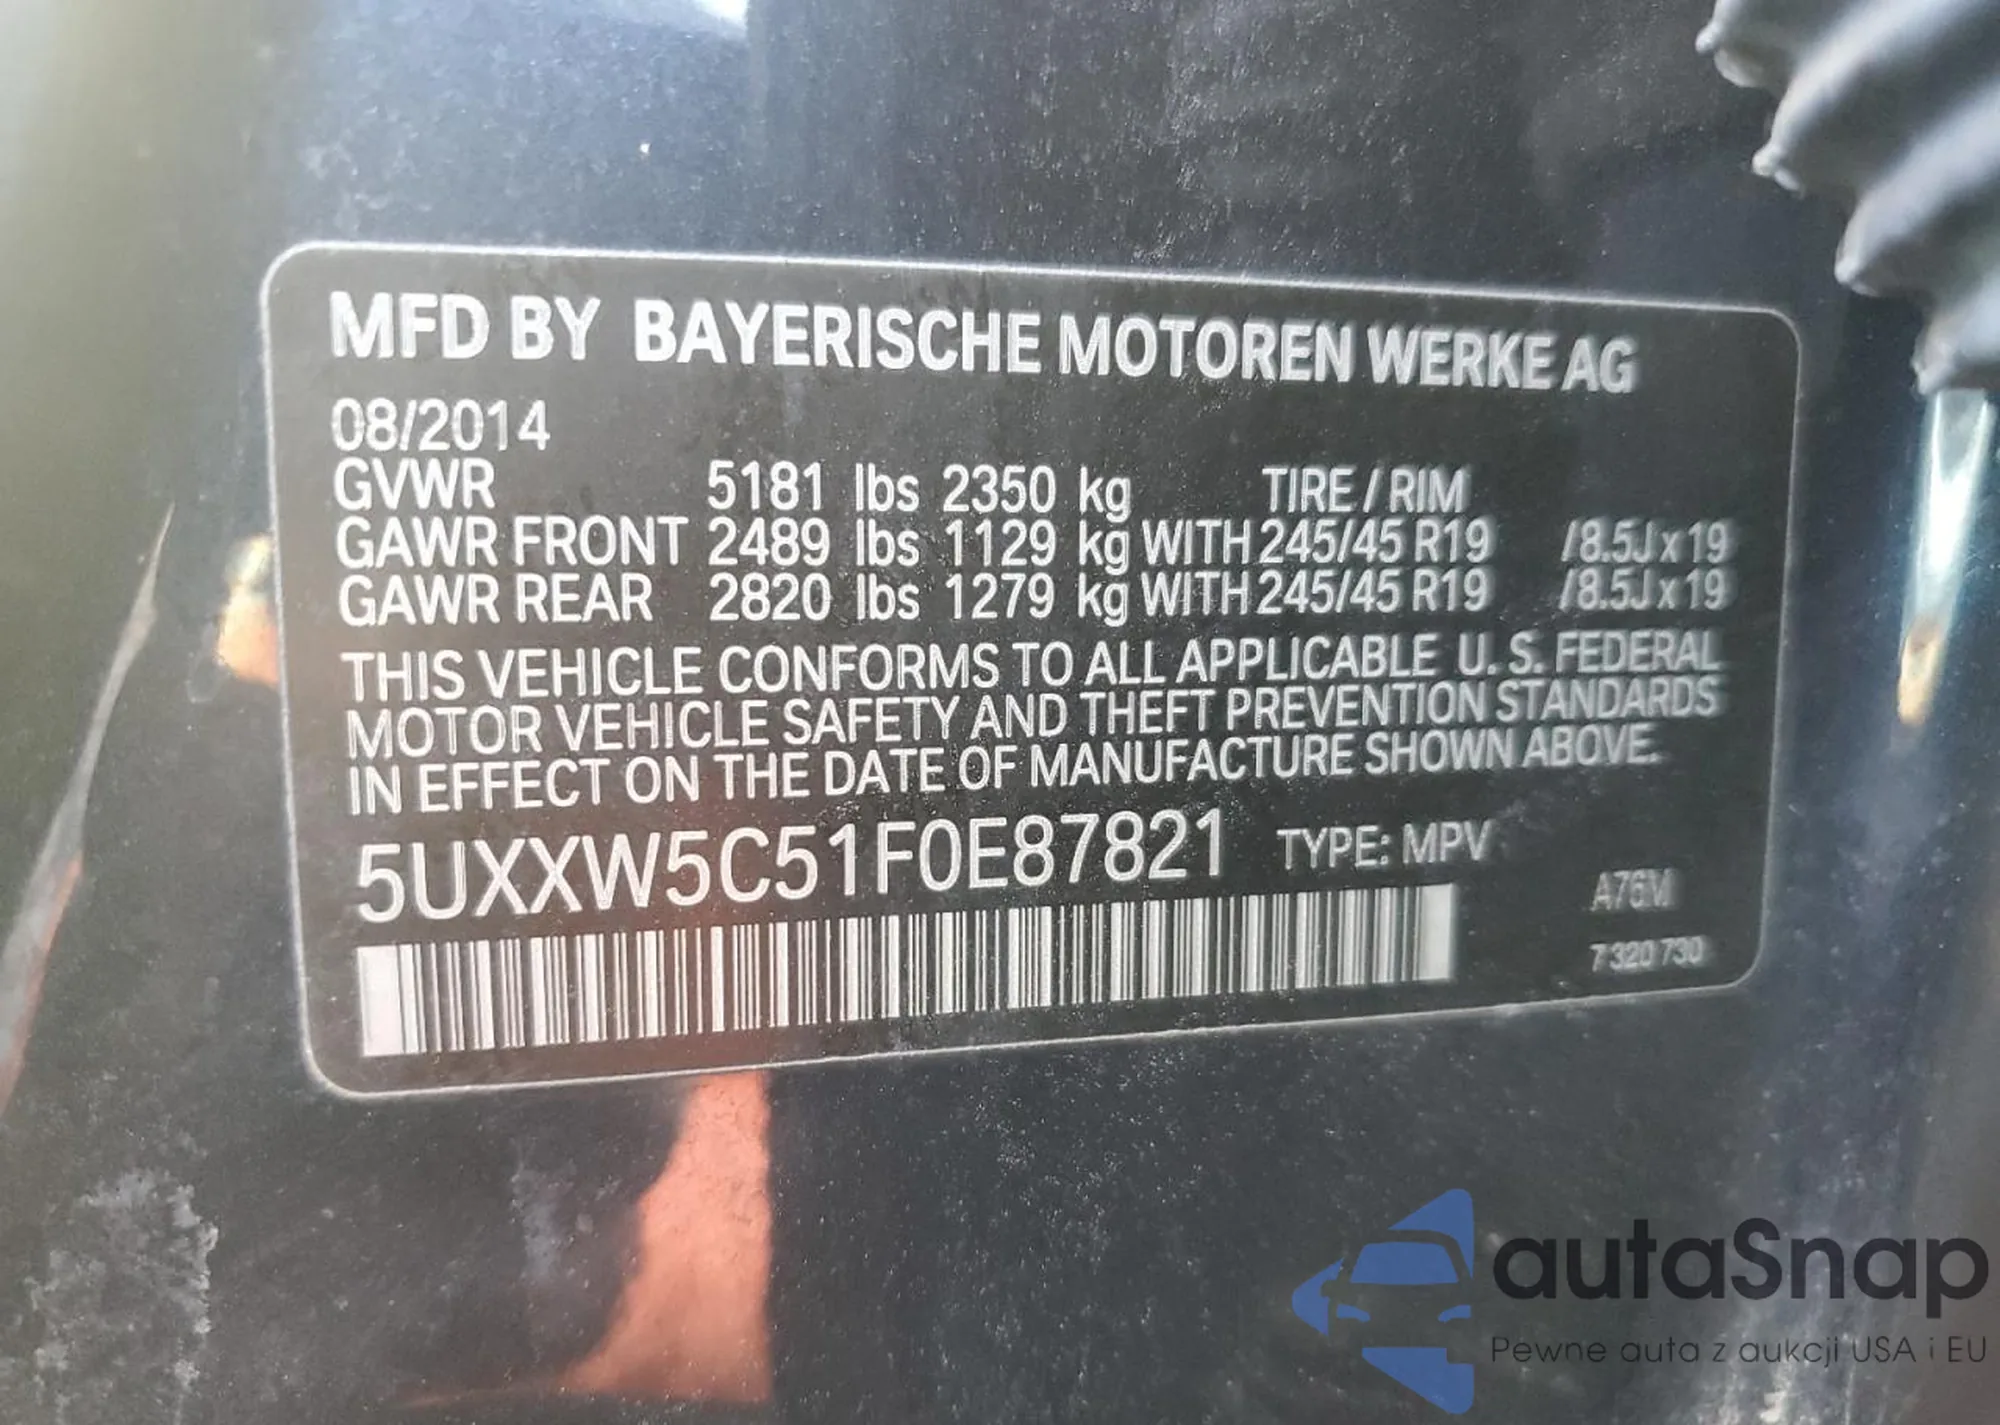 MFD BY BAYERISCHE MOTOREN WERKE AG
08/2014
GVWR 5181 lbs 2350 kg TIRE / RIM
GAWR FRONT 2489 lbs 1129 kg WITH 245/45 R19 /8.5J x 19
GAWR REAR 2820 lbs 1279 kg WITH 245/45 R19 /8.5J x 19
THIS VEHICLE CONFORMS TO ALL APPLICABLE U. S. FEDERAL
MOTOR VEHICLE SAFETY AND THEFT PREVENTION STANDARDS
IN EFFECT ON THE DATE OF MANUFACTURE SHOWN ABOVE.
5UXXW5C51F0E87821 TYPE: MPV
A76M
7 320 730
autaSnap
Pewne auta z aukcji USA i EU